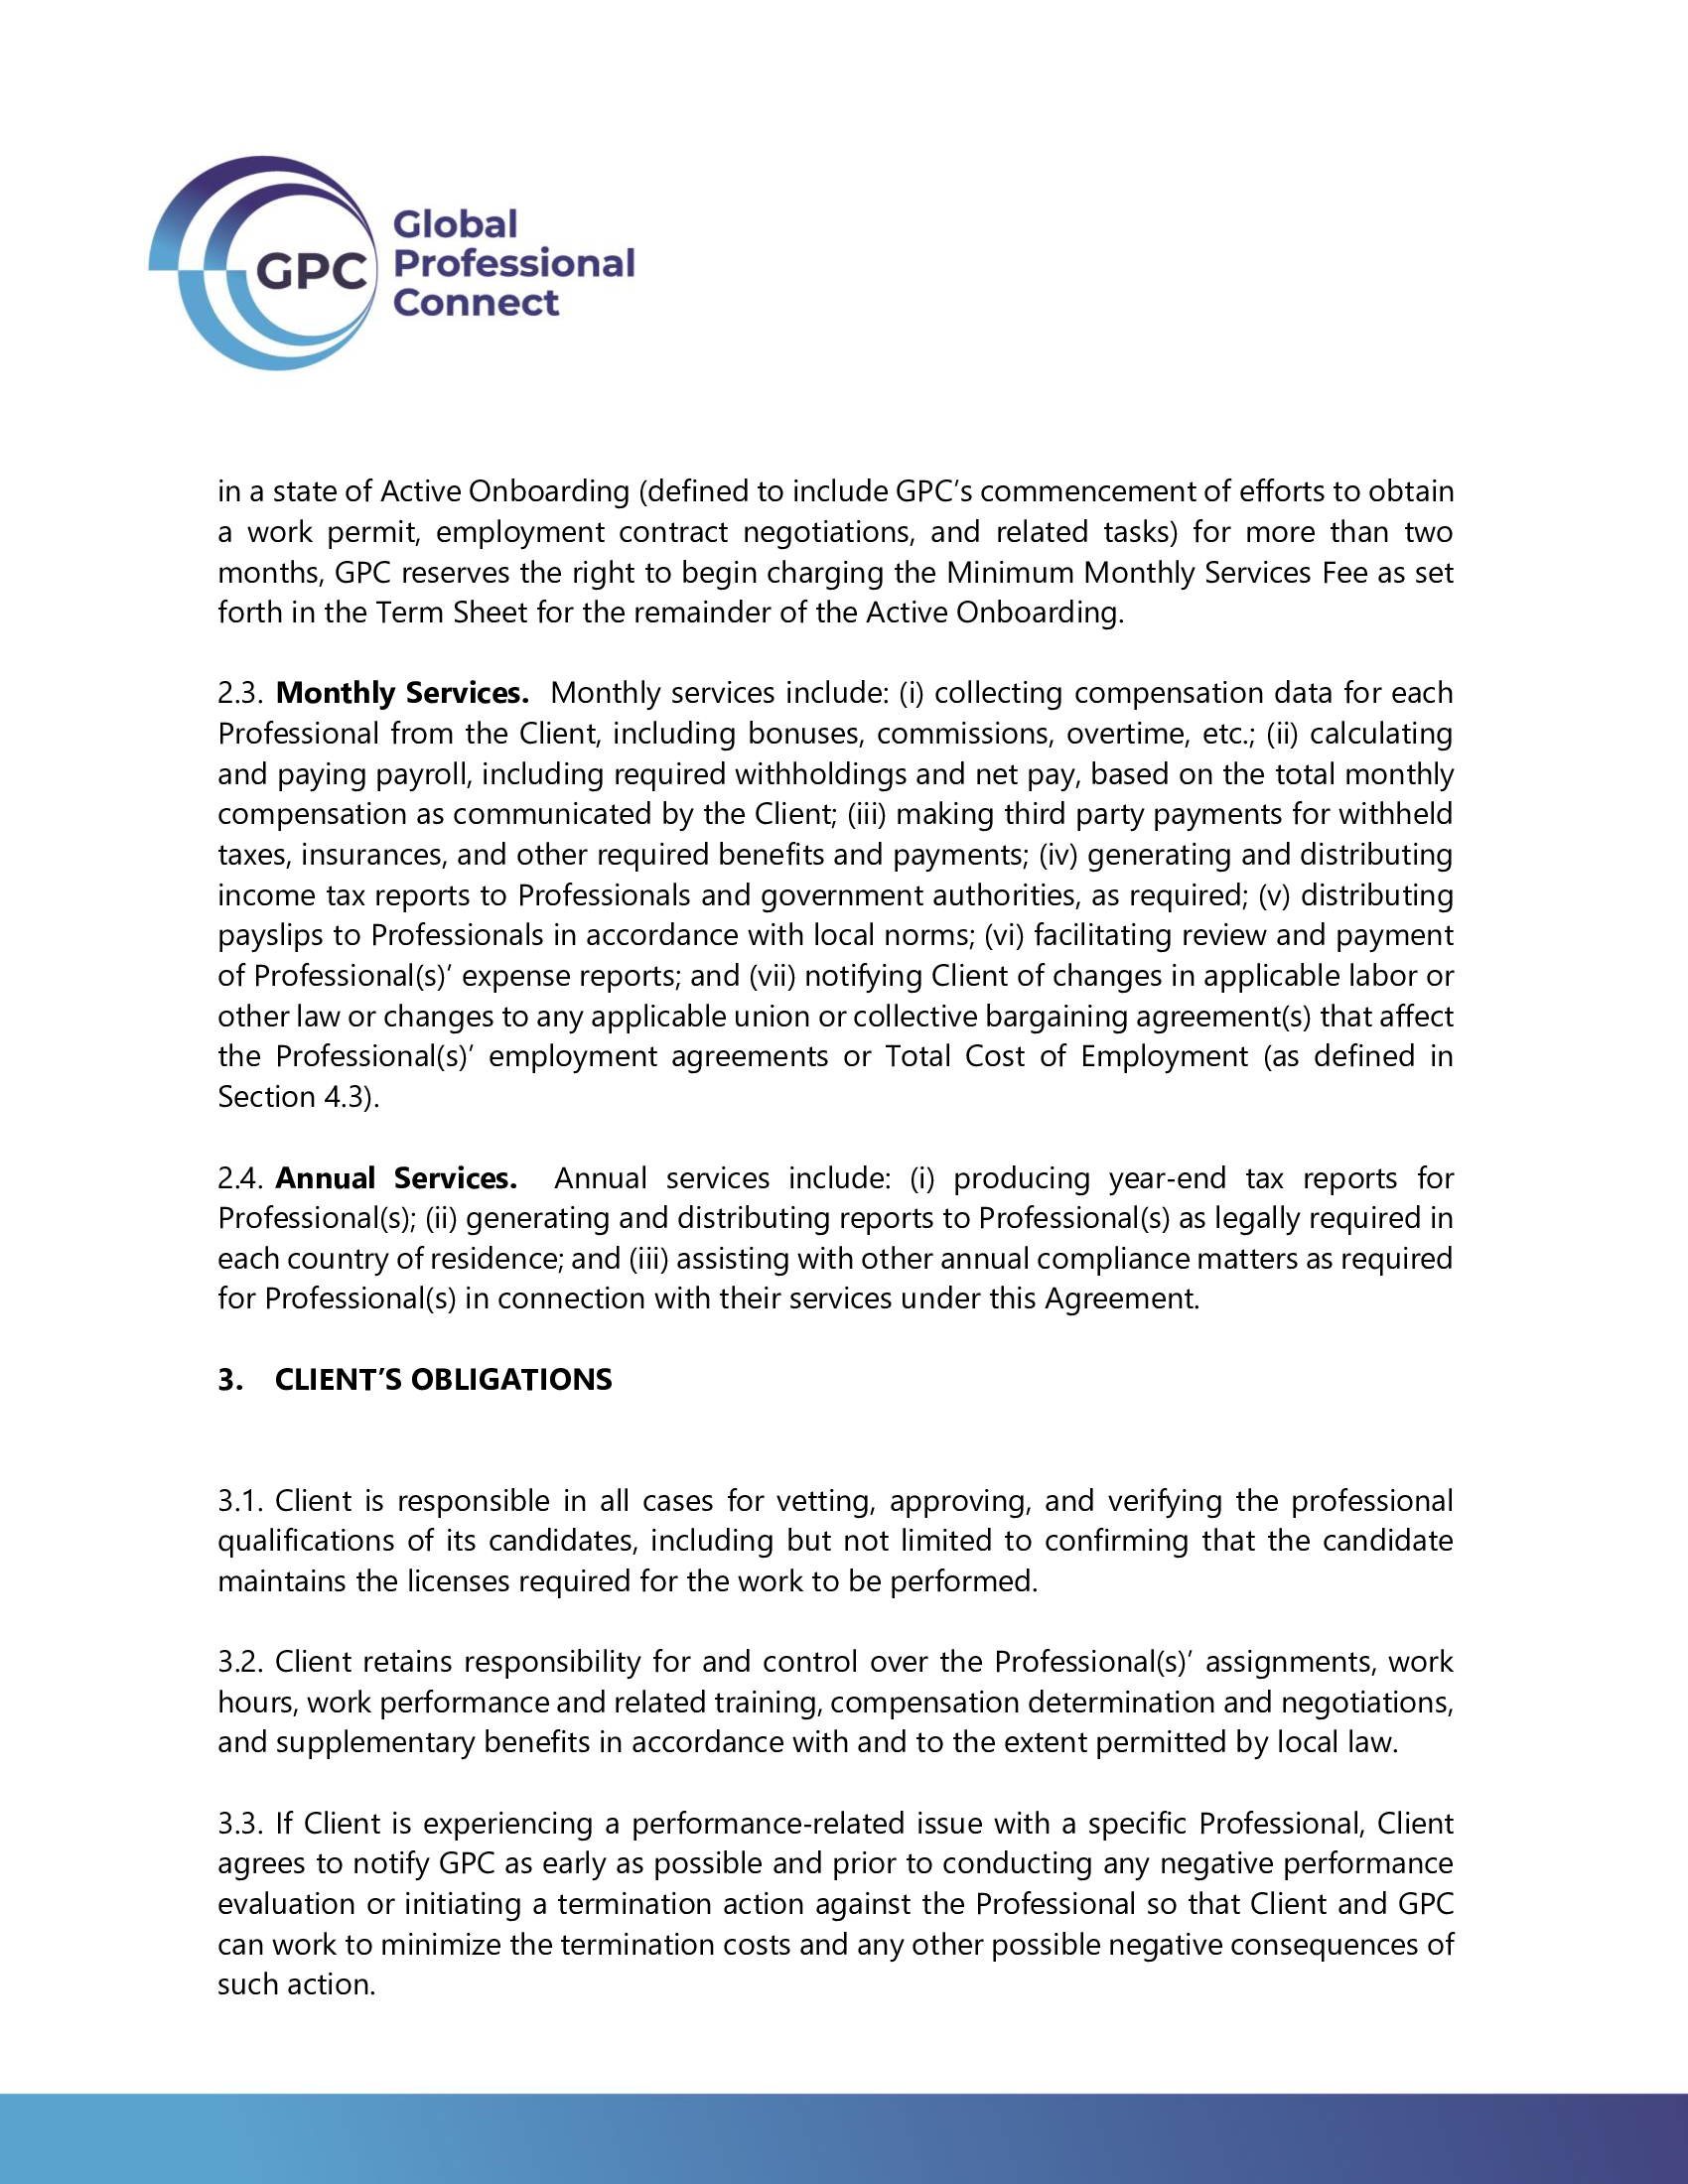 GPC
Global
Professional
Connect
in a state of Active Onboarding (defined to include GPC’s commencement of efforts to obtain
a work permit, employment contract negotiations, and related tasks) for more than two
months, GPC reserves the right to begin charging the Minimum Monthly Services Fee as set
forth in the Term Sheet for the remainder of the Active Onboarding.
2.3. Monthly Services. Monthly services include: (i) collecting compensation data for each
Professional from the Client, including bonuses, commissions, overtime, etc.; (ii) calculating
and paying payroll, including required withholdings and net pay, based on the total monthly
compensation as communicated by the Client; (iii) making third party payments for withheld
taxes, insurances, and other required benefits and payments; (iv) generating and distributing
income tax reports to Professionals and government authorities, as required; (v) distributing
payslips to Professionals in accordance with local norms; (vi) facilitating review and payment
of Professional(s)’ expense reports; and (vii) notifying Client of changes in applicable labor or
other law or changes to any applicable union or collective bargaining agreement(s) that affect
the Professional(s)’ employment agreements or Total Cost of Employment (as defined in
Section 4.3).
2.4. Annual Services. Annual services include: (i) producing year-end tax reports for
Professional(s); (ii) generating and distributing reports to Professional(s) as legally required in
each country of residence; and (iii) assisting with other annual compliance matters as required
for Professional(s) in connection with their services under this Agreement.
3. CLIENT’S OBLIGATIONS
3.1. Client is responsible in all cases for vetting, approving, and verifying the professional
qualifications of its candidates, including but not limited to confirming that the candidate
maintains the licenses required for the work to be performed.
3.2. Client retains responsibility for and control over the Professional(s)’ assignments, work
hours, work performance and related training, compensation determination and negotiations,
and supplementary benefits in accordance with and to the extent permitted by local law.
3.3. If Client is experiencing a performance-related issue with a specific Professional, Client
agrees to notify GPC as early as possible and prior to conducting any negative performance
evaluation or initiating a termination action against the Professional so that Client and GPC
can work to minimize the termination costs and any other possible negative consequences of
such action.